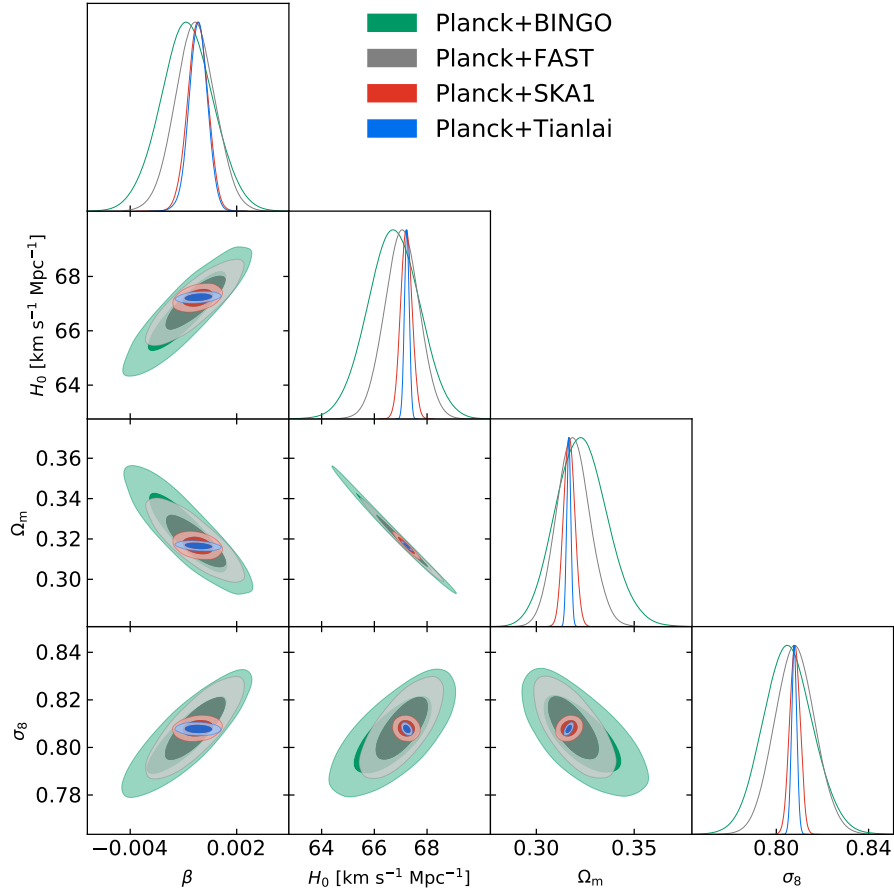 Planck+BINGO
Planck+FAST
Planck+SKA1
Planck+Tianlai
H₀ [km s⁻¹ Mpc⁻¹]
68
66
64
Ωₘ
0.36
0.34
0.32
0.30
σ₈
0.84
0.82
0.80
0.78
−0.004 0.002
64 66 68
0.30 0.35
0.80 0.84
β
H₀ [km s⁻¹ Mpc⁻¹]
Ωₘ
σ₈